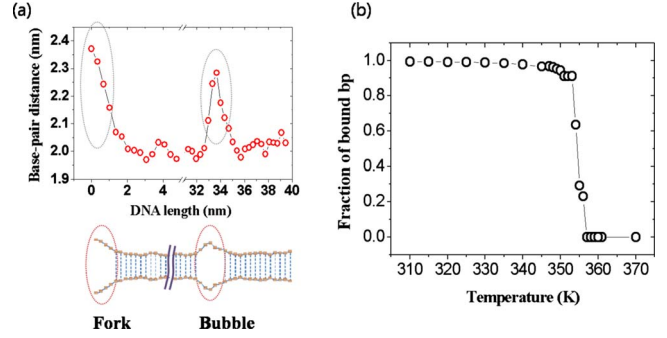 (a)
Base-pair distance (nm)
2.4
2.3
2.2
2.1
2.0
1.9
0 2 4 32 34 36 38 40
DNA length (nm)
Fork Bubble
(b)
Fraction of bound bp
1.0
0.8
0.6
0.4
0.2
0.0
310 320 330 340 350 360 370
Temperature (K)